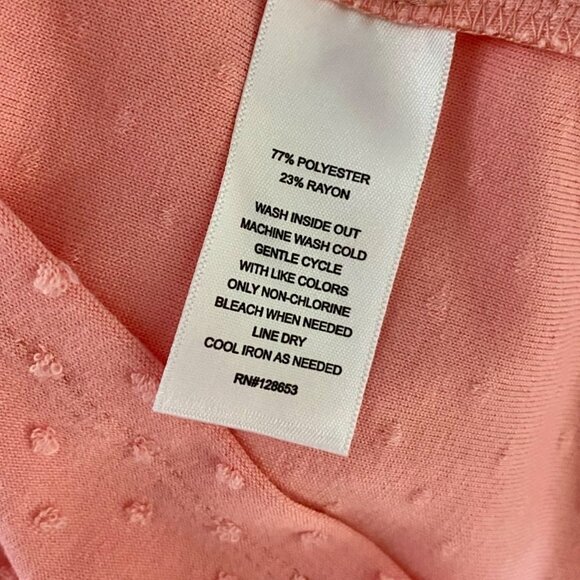 77% POLYESTER
23% RAYON
WASH INSIDE OUT
MACHINE WASH COLD
GENTLE CYCLE
WITH LIKE COLORS
ONLY NON-CHLORINE
BLEACH WHEN NEEDED
LINE DRY
COOL IRON AS NEEDED
RN#128653